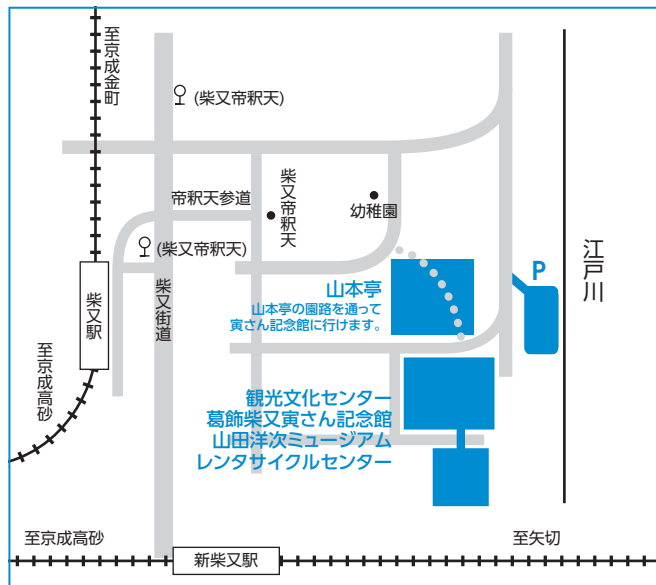 至京成金町
(柴又帝釈天)
帝釈天参道
柴又帝釈天
幼稚園
(柴又帝釈天)
柴又街道
柴又駅
至京成高砂
山本亭
山本亭の園路を通って
寅さん記念館に行けます。
P
江戸川
観光文化センター
葛飾柴又寅さん記念館
山田洋次ミュージアム
レンタサイクルセンター
至京成高砂
新柴又駅
至矢切